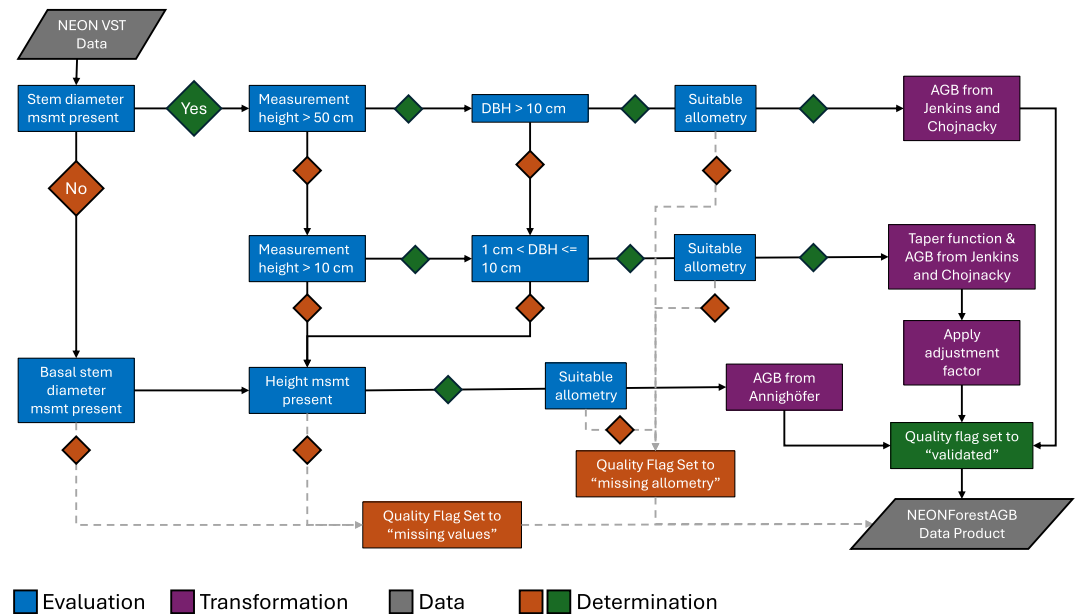 NEON VST
Data
Stem diameter
msmt present
Yes
Measurement
height > 50 cm
DBH > 10 cm
Suitable
allometry
AGB from
Jenkins and
Chojnacky
No
Measurement
height > 10 cm
1 cm < DBH <=
10 cm
Suitable
allometry
Taper function &
AGB from Jenkins
and Chojnacky
Apply
adjustment
factor
Basal stem
diameter
msmt present
Height msmt
present
Suitable
allometry
AGB from
Annighöfer
Quality flag set to
“validated”
Quality Flag Set to
“missing allometry”
Quality Flag Set to
“missing values”
NEONForestAGB
Data Product
Evaluation
Transformation
Data
Determination